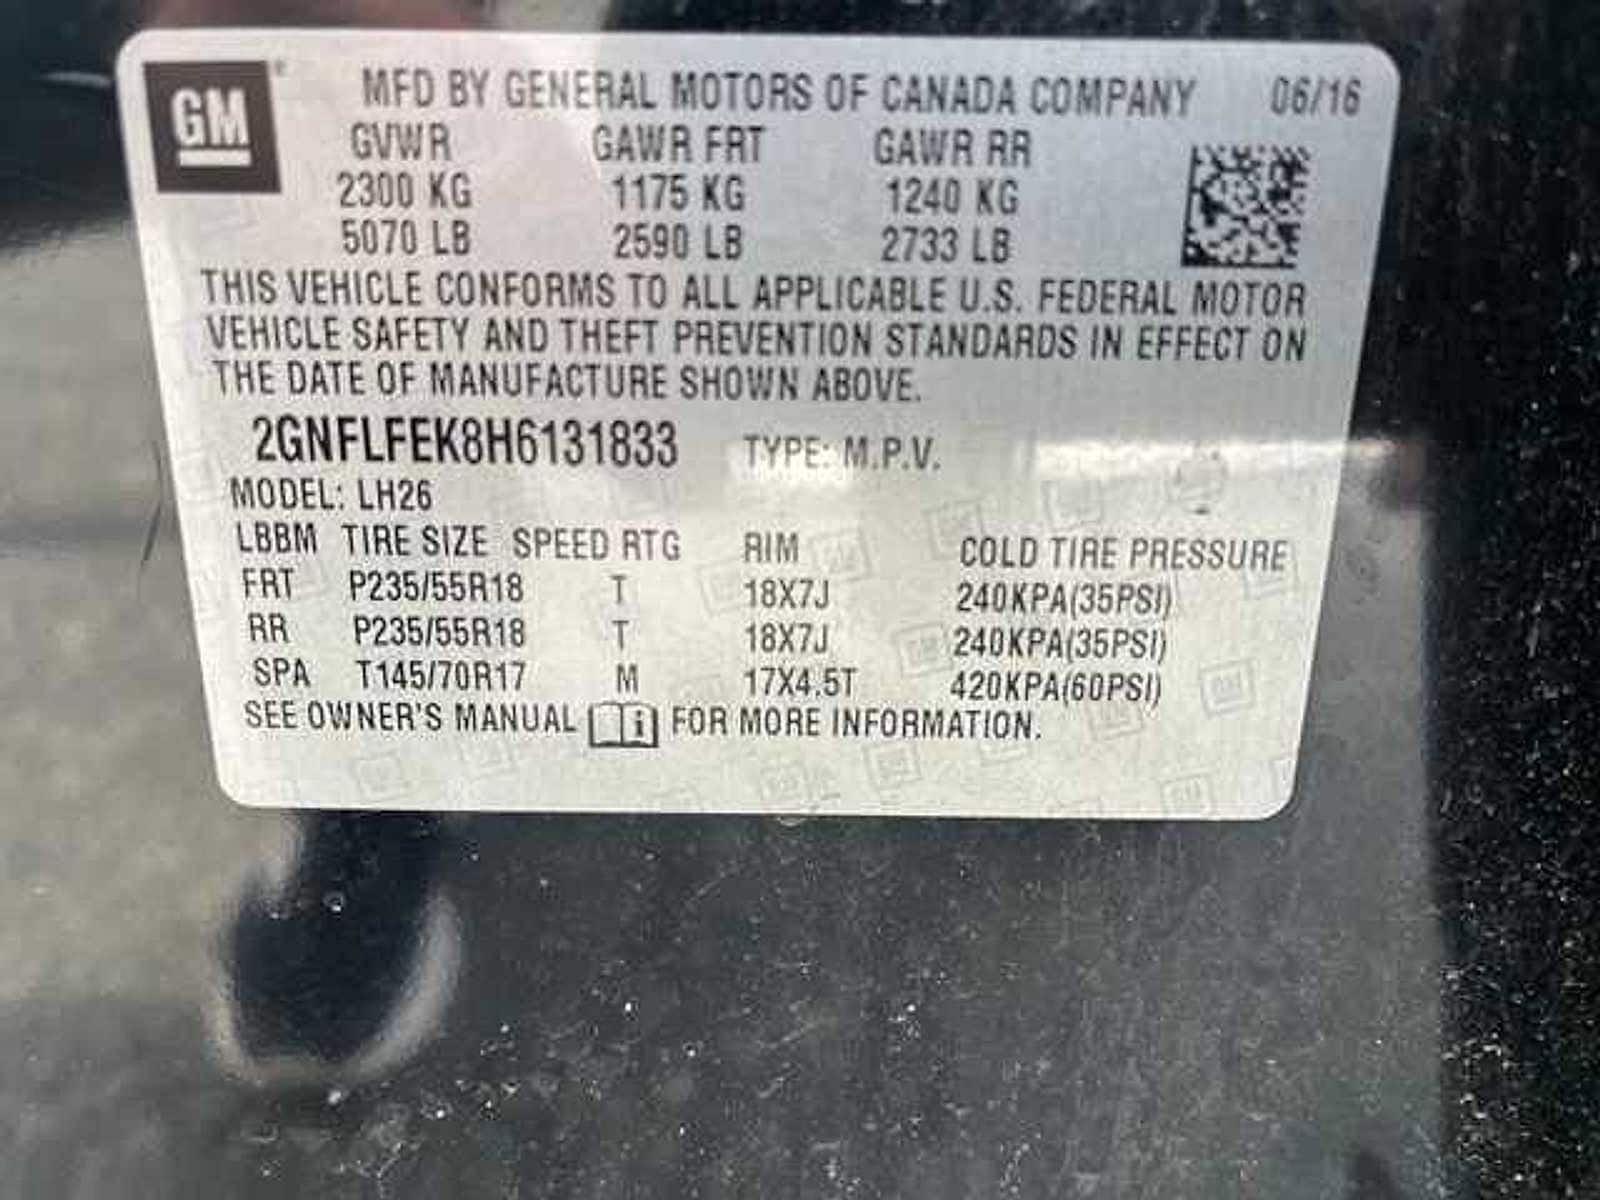 GM® MFD BY GENERAL MOTORS OF CANADA COMPANY 06/16
GVWR GAWR FRT GAWR RR
2300 KG 1175 KG 1240 KG
5070 LB 2590 LB 2733 LB
THIS VEHICLE CONFORMS TO ALL APPLICABLE U.S. FEDERAL MOTOR
VEHICLE SAFETY AND THEFT PREVENTION STANDARDS IN EFFECT ON
THE DATE OF MANUFACTURE SHOWN ABOVE.
2GNFLFEK8H6131833 TYPE: M.P.V.
MODEL: LH26
LBBM TIRE SIZE SPEED RTG RIM COLD TIRE PRESSURE
FRT P235/55R18 T 18X7J 240KPA(35PSI)
RR P235/55R18 T 18X7J 240KPA(35PSI)
SPA T145/70R17 M 17X4.5T 420KPA(60PSI)
SEE OWNER'S MANUAL i FOR MORE INFORMATION.